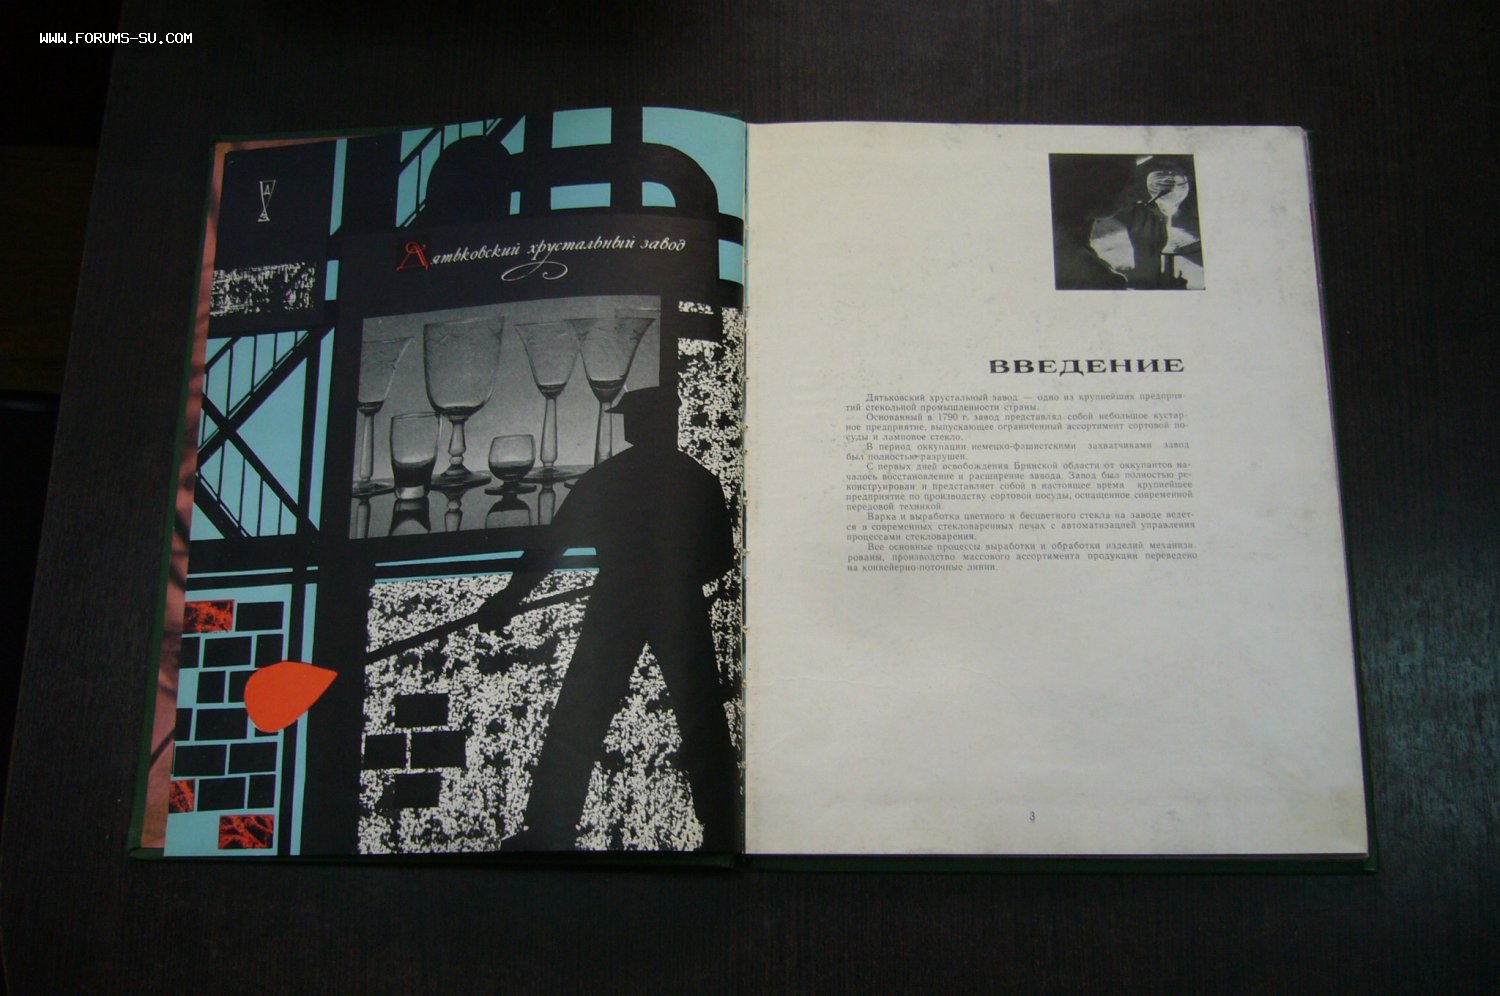 WWW.FORUMS-SU.COM
Дятьковский хрустальный завод
ВВЕДЕНИЕ
Дятьковский хрустальный завод — одно из крупнейших предприя-
тий стекольной промышленности страны.
Основанный в 1790 г. завод представлял собой небольшое кустар-
ное предприятие, выпускающее ограниченный ассортимент сортовой по-
суды и ламповое стекло.
В период оккупации немецко-фашистскими захватчиками завод
был полностью разрушен.
С первых дней освобождения Брянской области от оккупантов на-
чалось восстановление и расширение завода. Завод был полностью ре-
конструирован и представляет собой в настоящее время крупнейшее
предприятие по производству сортовой посуды, оснащенное современной
передовой техникой.
Варка и выработка цветного и бесцветного стекла на заводе ведет-
ся в современных стекловаренных печах с автоматизацией управления
процессами стекловарения.
Все основные процессы выработки и обработки изделий механизи-
рованы, производство массового ассортимента продукции переведено
на конвейерно-поточные линии.
3